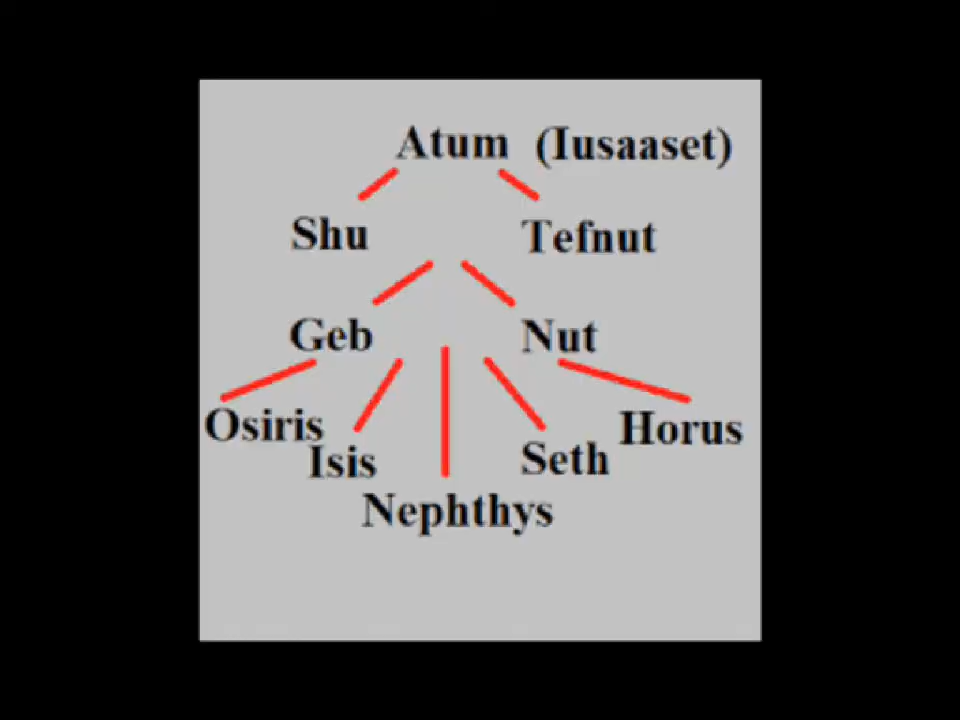 Atum (Iusaaset)
Shu Tefnut
Geb Nut
Osiris Horus
Isis Seth
Nephthys